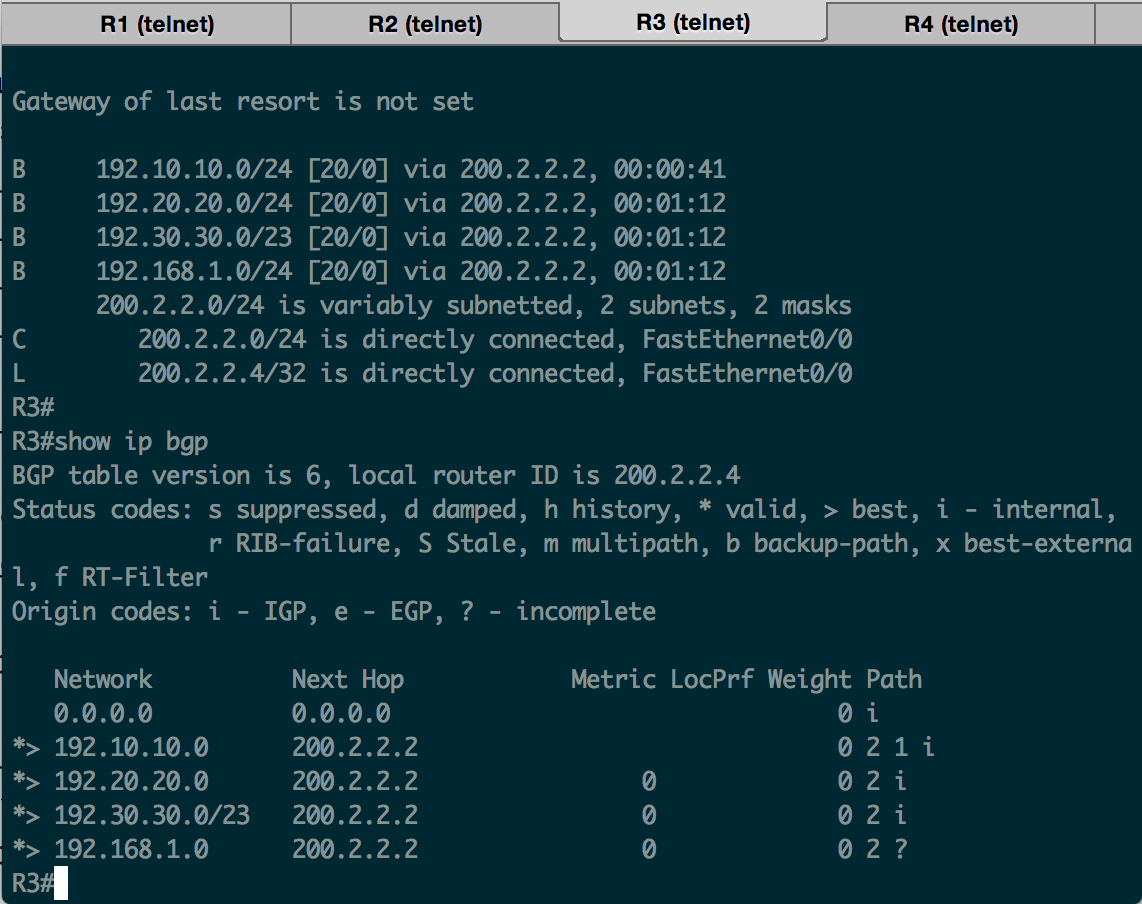 R1 (telnet) R2 (telnet) R3 (telnet) R4 (telnet)
Gateway of last resort is not set
B     192.10.10.0/24 [20/0] via 200.2.2.2, 00:00:41
B     192.20.20.0/24 [20/0] via 200.2.2.2, 00:01:12
B     192.30.30.0/23 [20/0] via 200.2.2.2, 00:01:12
B     192.168.1.0/24 [20/0] via 200.2.2.2, 00:01:12
      200.2.2.0/24 is variably subnetted, 2 subnets, 2 masks
C        200.2.2.0/24 is directly connected, FastEthernet0/0
L        200.2.2.4/32 is directly connected, FastEthernet0/0
R3#
R3#show ip bgp
BGP table version is 6, local router ID is 200.2.2.4
Status codes: s suppressed, d damped, h history, * valid, > best, i - internal,
              r RIB-failure, S Stale, m multipath, b backup-path, x best-externa
l, f RT-Filter
Origin codes: i - IGP, e - EGP, ? - incomplete
   Network          Next Hop            Metric LocPrf Weight Path
   0.0.0.0          0.0.0.0                                0 i
*> 192.10.10.0      200.2.2.2                              0 2 1 i
*> 192.20.20.0      200.2.2.2                0             0 2 i
*> 192.30.30.0/23   200.2.2.2                0             0 2 i
*> 192.168.1.0      200.2.2.2                0             0 2 ?
R3#